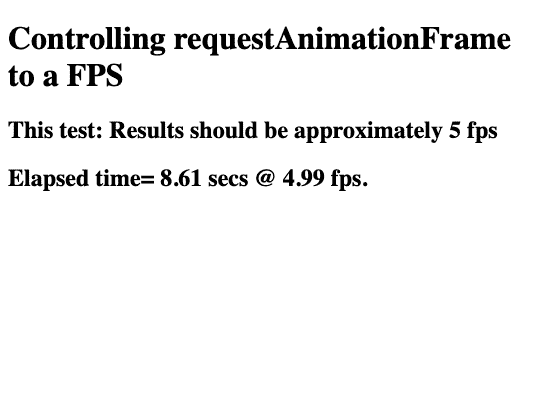 Controlling requestAnimationFrame
to a FPS
This test: Results should be approximately 5 fps
Elapsed time= 8.61 secs @ 4.99 fps.